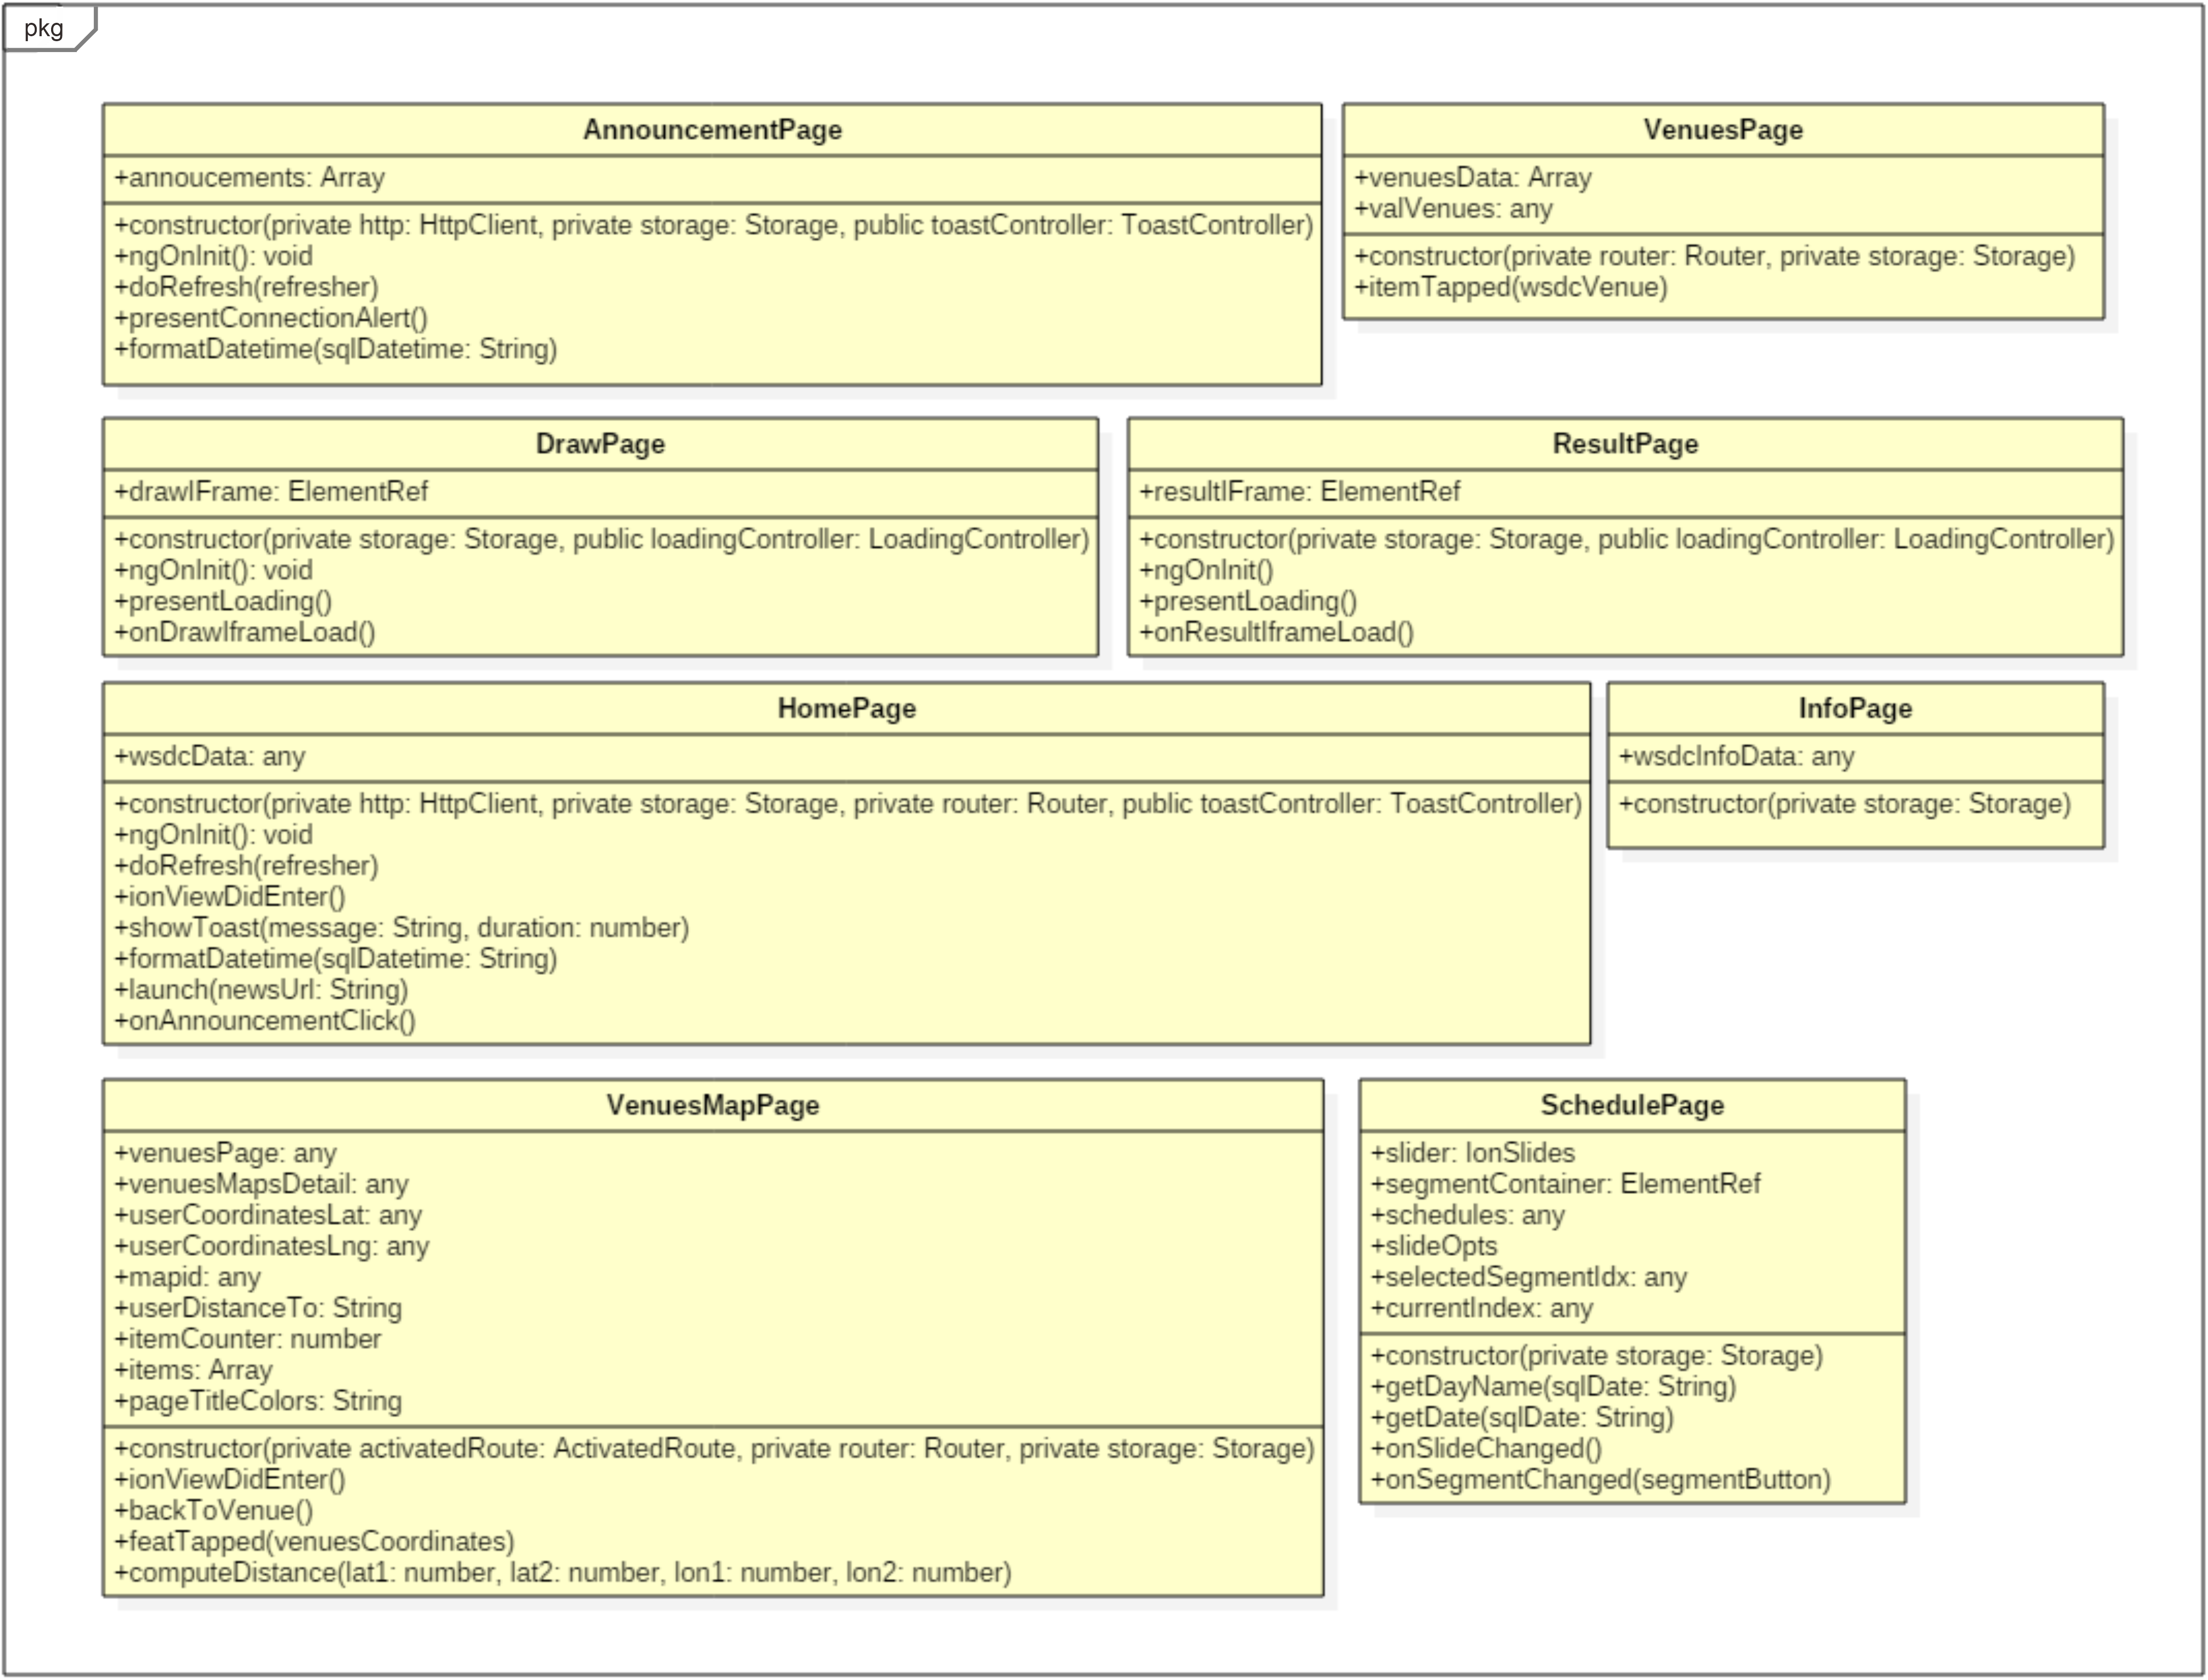 pkg
AnnouncementPage
+annoucements: Array
+constructor(private http: HttpClient, private storage: Storage, public toastController: ToastController)
+ngOnInit(): void
+doRefresh(refresher)
+presentConnectionAlert()
+formatDatetime(sqlDatetime: String)
VenuesPage
+venuesData: Array
+valVenues: any
+constructor(private router: Router, private storage: Storage)
+itemTapped(wsdcVenue)
DrawPage
+drawIFrame: ElementRef
+constructor(private storage: Storage, public loadingController: LoadingController)
+ngOnInit(): void
+presentLoading()
+onDrawIframeLoad()
ResultPage
+resultIFrame: ElementRef
+constructor(private storage: Storage, public loadingController: LoadingController)
+ngOnInit()
+presentLoading()
+onResultIframeLoad()
HomePage
+wsdcData: any
+constructor(private http: HttpClient, private storage: Storage, private router: Router, public toastController: ToastController)
+ngOnInit(): void
+doRefresh(refresher)
+ionViewDidEnter()
+showToast(message: String, duration: number)
+formatDatetime(sqlDatetime: String)
+launch(newsUrl: String)
+onAnnouncementClick()
InfoPage
+wsdcInfoData: any
+constructor(private storage: Storage)
VenuesMapPage
+venuesPage: any
+venuesMapsDetail: any
+userCoordinatesLat: any
+userCoordinatesLng: any
+mapid: any
+userDistanceTo: String
+itemCounter: number
+items: Array
+pageTitleColors: String
+constructor(private activatedRoute: ActivatedRoute, private router: Router, private storage: Storage)
+ionViewDidEnter()
+backToVenue()
+featTapped(venuesCoordinates)
+computeDistance(lat1: number, lat2: number, lon1: number, lon2: number)
SchedulePage
+slider: IonSlides
+segmentContainer: ElementRef
+schedules: any
+slideOpts
+selectedSegmentIdx: any
+currentIndex: any
+constructor(private storage: Storage)
+getDayName(sqlDate: String)
+getDate(sqlDate: String)
+onSlideChanged()
+onSegmentChanged(segmentButton)